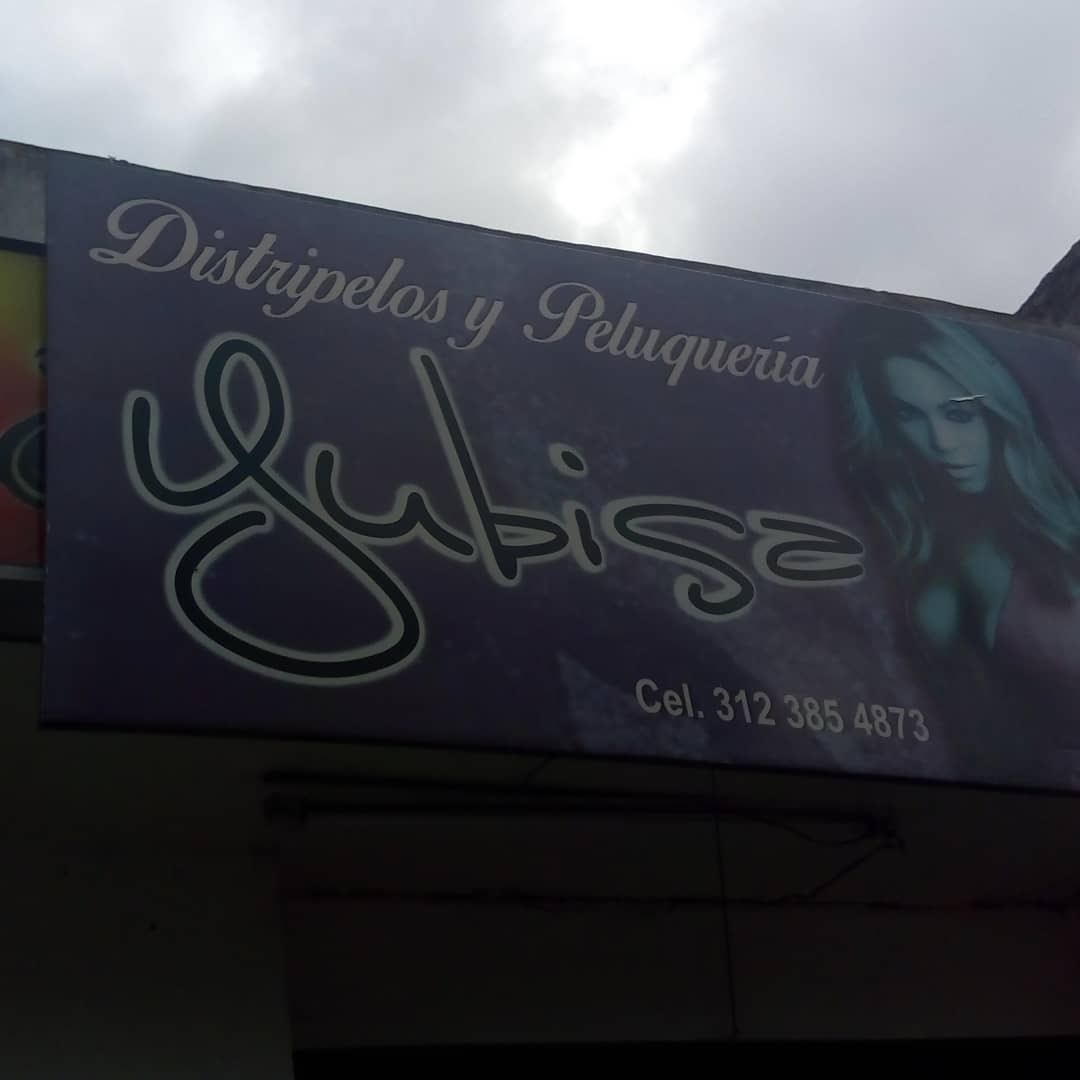 Distripelos y Peluquería
Yubisa
Cel. 312 385 4873